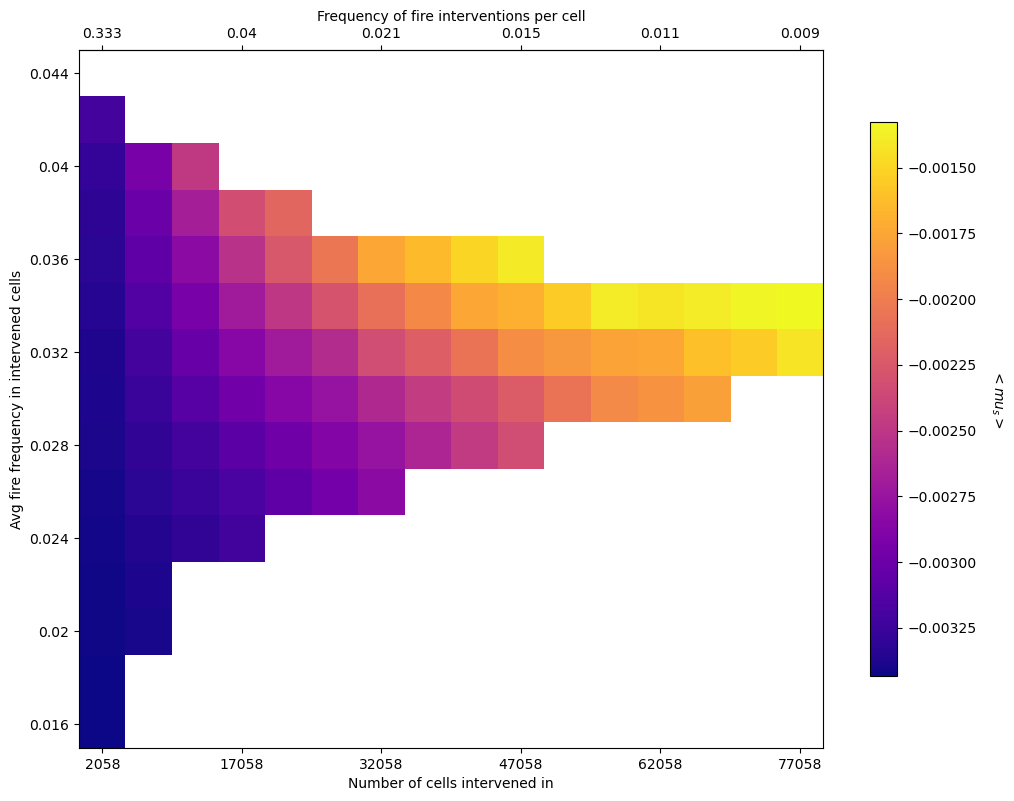 Frequency of fire interventions per cell
0.333 0.04 0.021 0.015 0.011 0.009
Avg fire frequency in intervened cells
0.044
0.04
0.036
0.032
0.028
0.024
0.02
0.016
2058 17058 32058 47058 62058 77058
Number of cells intervened in
−0.00150
−0.00175
−0.00200
−0.00225
−0.00250
−0.00275
−0.00300
−0.00325
< mu_s >